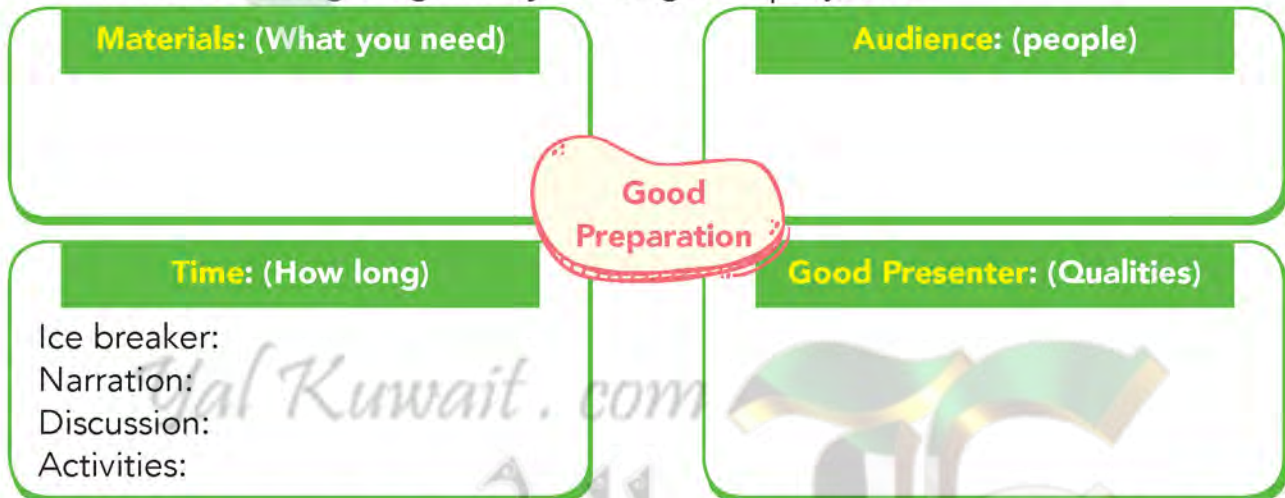 Materials: (What you need)
Audience: (people)
Good
Preparation
Time: (How long)
Ice breaker:
Narration:
Discussion:
Activities:
Good Presenter: (Qualities)
Yal Kuwait . com